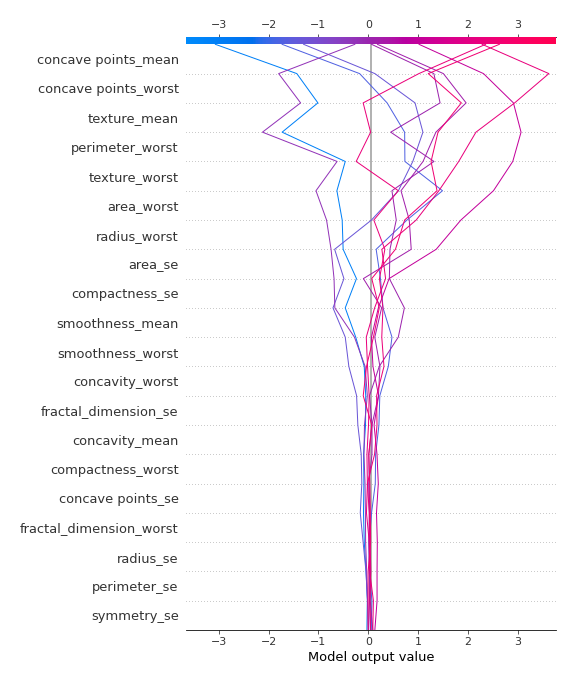 −3 −2 −1 0 1 2 3
concave points_mean
concave points_worst
texture_mean
perimeter_worst
texture_worst
area_worst
radius_worst
area_se
compactness_se
smoothness_mean
smoothness_worst
concavity_worst
fractal_dimension_se
concavity_mean
compactness_worst
concave points_se
fractal_dimension_worst
radius_se
perimeter_se
symmetry_se
−3 −2 −1 0 1 2 3
Model output value